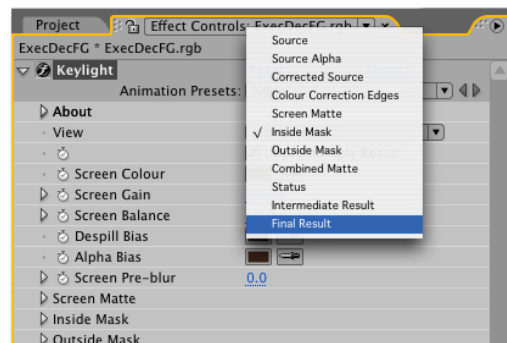 Project Effect Controls: ExecDecFG.rgb
ExecDecFG * ExecDecFG.rgb
Keylight
Animation Presets:
About
View
Screen Colour
Screen Gain
Screen Balance
Despill Bias
Alpha Bias
Screen Pre-blur 0.0
Screen Matte
Inside Mask
Outside Mask
Source
Source Alpha
Corrected Source
Colour Correction Edges
Screen Matte
√ Inside Mask
Outside Mask
Combined Matte
Status
Intermediate Result
Final Result